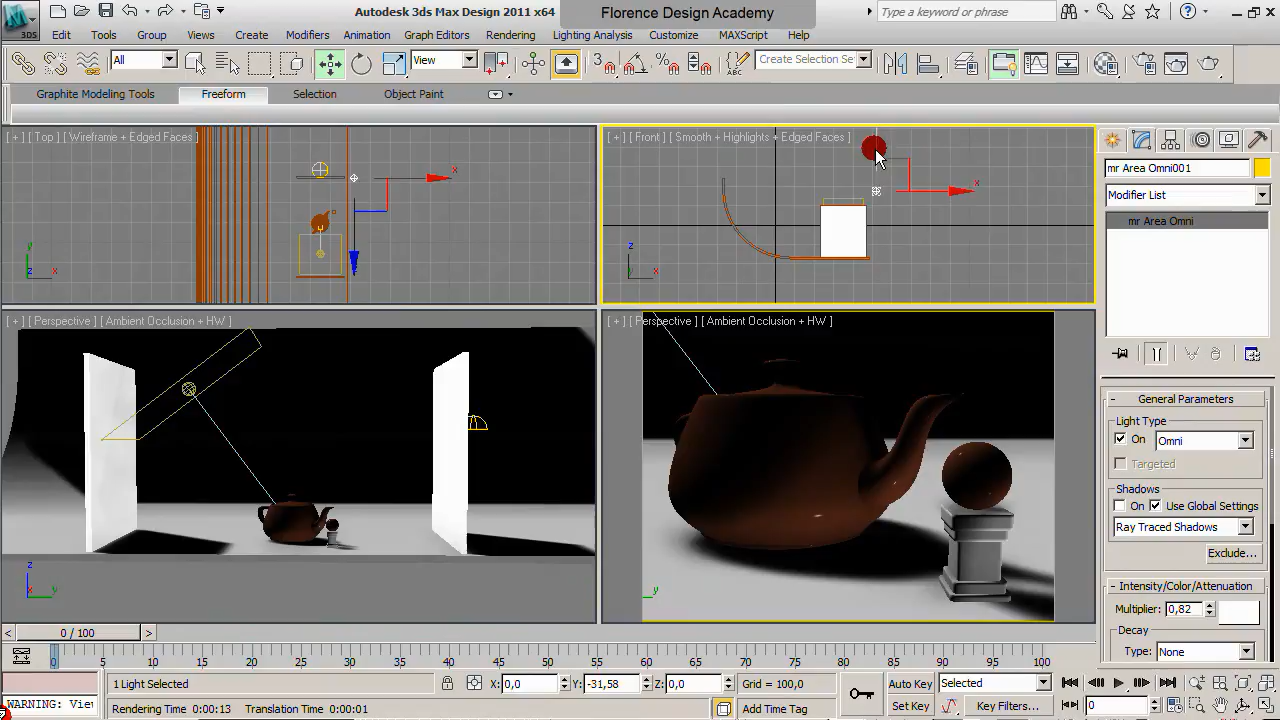 3DS
Autodesk 3ds Max Design 2011 x64
Florence Design Academy
Type a keyword or phrase
Edit Tools Group Views Create Modifiers Animation Graph Editors Rendering Lighting Analysis Customize MAXScript Help
All View 3 Create Selection Se
Graphite Modeling Tools Freeform Selection Object Paint
[ + ] [ Top ] [ Wireframe + Edged Faces ]
[ + ] [ Front ] [ Smooth + Highlights + Edged Faces ]
x
y
z x
x
z
x
mr Area Omni001
Modifier List
mr Area Omni
[ + ] [ Perspective ] [ Ambient Occlusion + HW ]
[ + ] [ Perspective ] [ Ambient Occlusion + HW ]
z
x y
y
- General Parameters
Light Type
On Omni
Targeted
Shadows
On Use Global Settings
Ray Traced Shadows
Exclude...
- Intensity/Color/Attenuation
Multiplier: 0,82
Decay
Type: None
< 0 / 100 >
0 5 10 15 20 25 30 35 40 45 50 55 60 65 70 75 80 85 90 95 100
1 Light Selected X: 0,0 Y: -31,58 Z: 0,0 Grid = 100,0 Auto Key Selected
WARNING: Vie Rendering Time 0:00:13 Translation Time 0:00:01 Add Time Tag Set Key Key Filters... 0